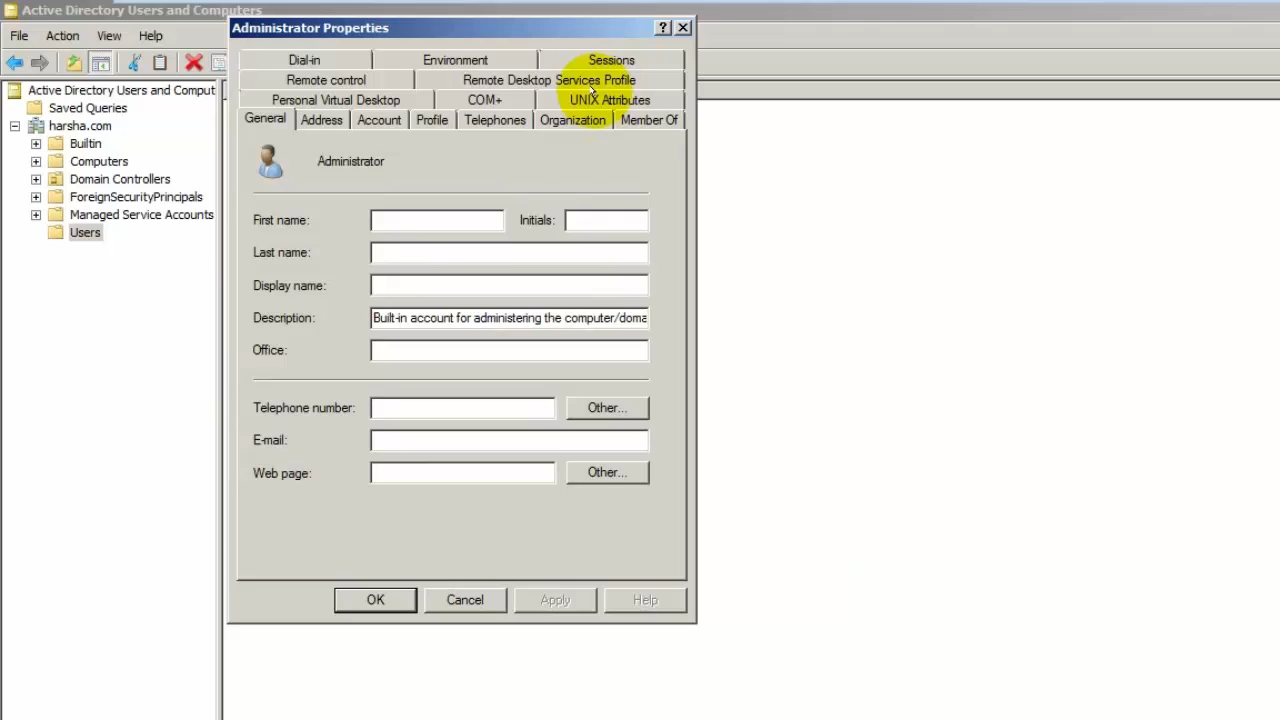 Active Directory Users and Computers
File Action View Help
Active Directory Users and Comput
Saved Queries
harsha.com
Builtin
Computers
Domain Controllers
ForeignSecurityPrincipals
Managed Service Accounts
Users
Administrator Properties
Dial-in Environment Sessions
Remote control Remote Desktop Services Profile
Personal Virtual Desktop COM+ UNIX Attributes
General Address Account Profile Telephones Organization Member Of
Administrator
First name: Initials:
Last name:
Display name:
Description: Built-in account for administering the computer/doma
Office:
Telephone number: Other...
E-mail:
Web page: Other...
OK Cancel Apply Help